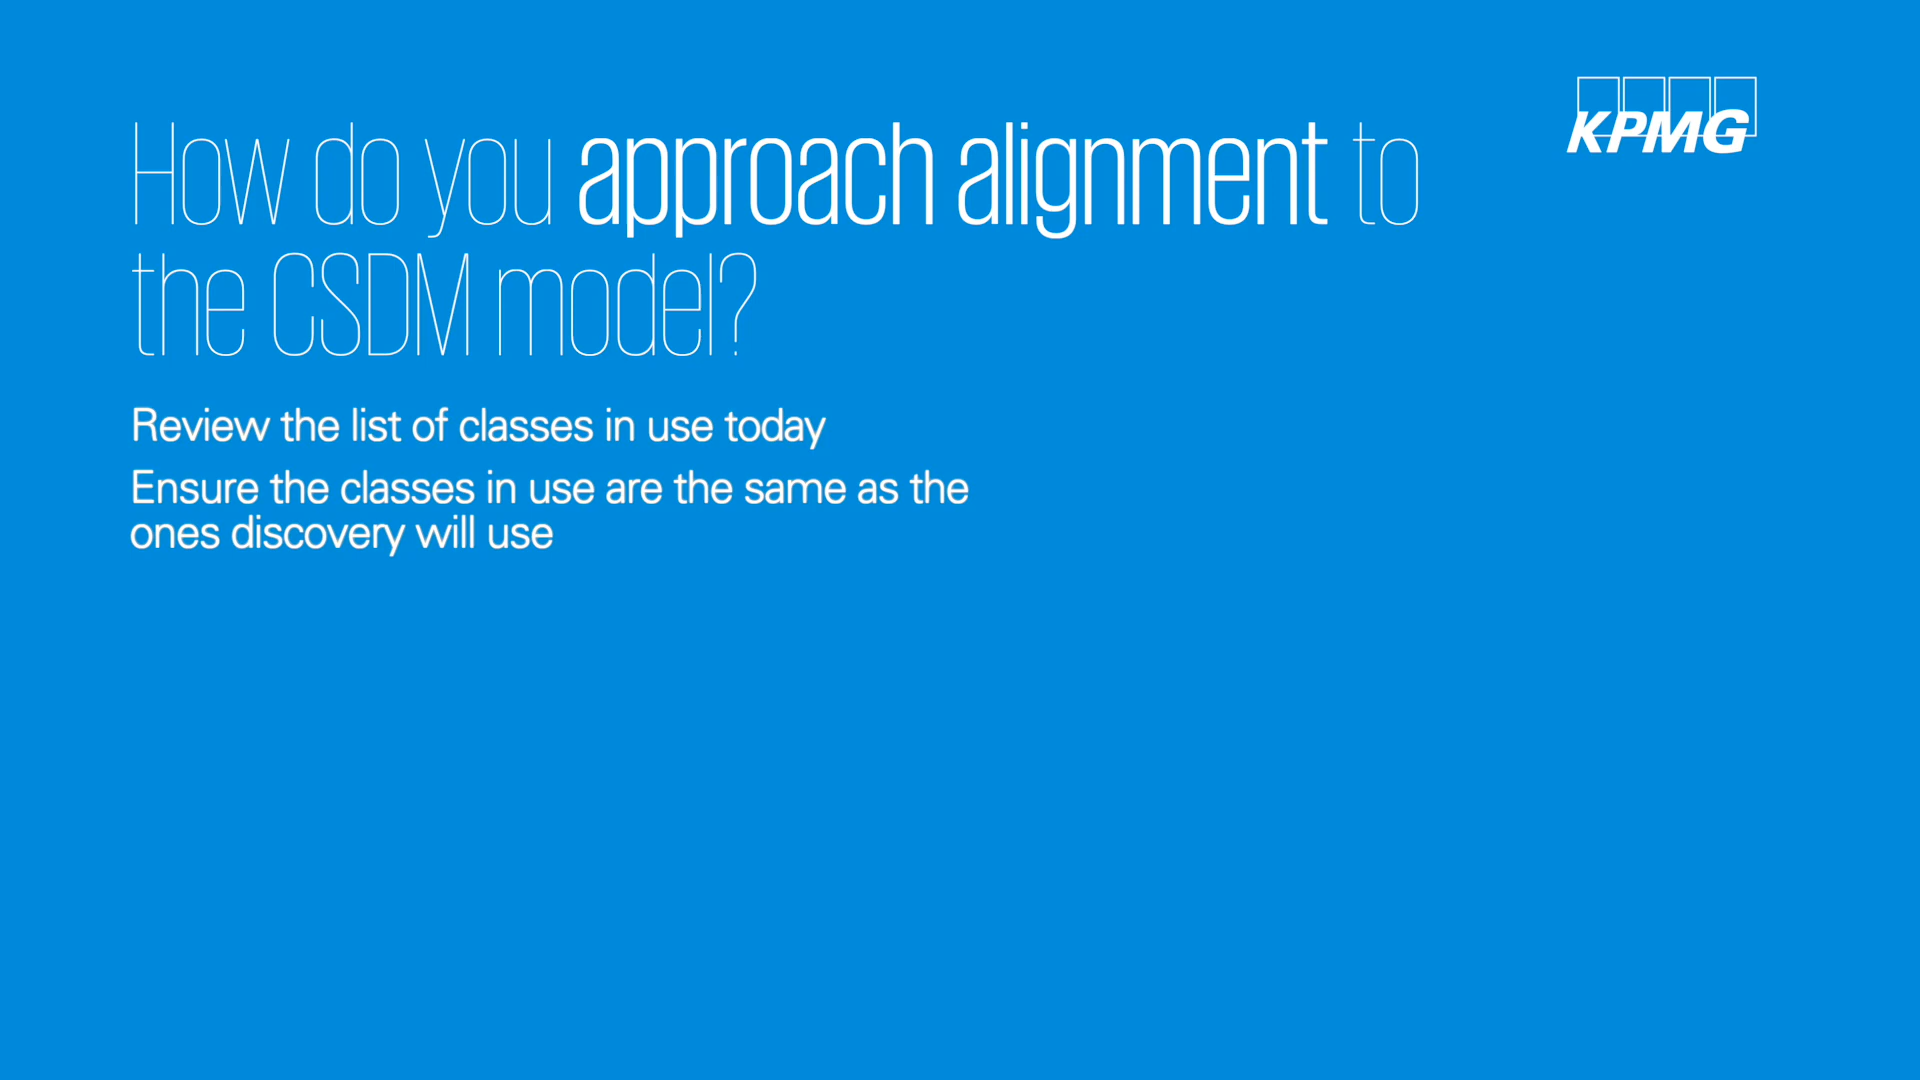 KPMG
How do you approach alignment to
the CSDM model?
Review the list of classes in use today
Ensure the classes in use are the same as the
ones discovery will use